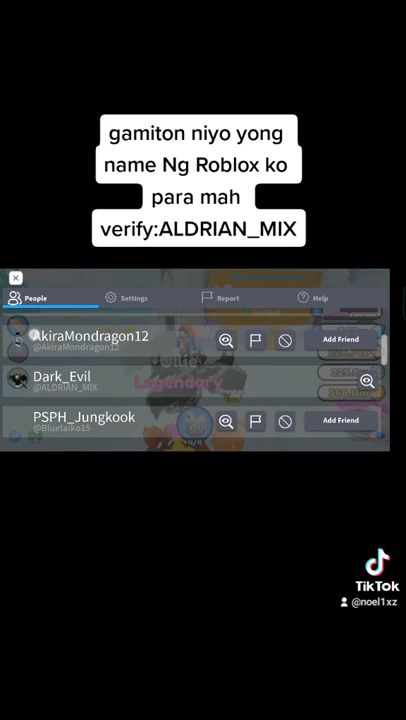 gamiton niyo yong
name Ng Roblox ko
para mah
verify:ALDRIAN_MIX
People
Settings
Report
Help
AkiraMondragon12
@AkiraMondragon12
Add Friend
Ollie
Legendary
Dark_Evil
@ALDRIAN_MIX
PSPH_Jungkook
@Bluetaiko15
Add Friend
TikTok
@noel1xz